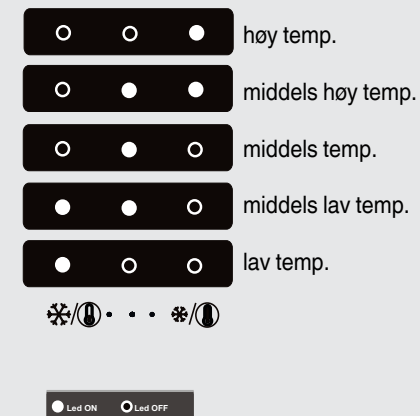 høy temp.
middels høy temp.
middels temp.
middels lav temp.
lav temp.
Led ON Led OFF